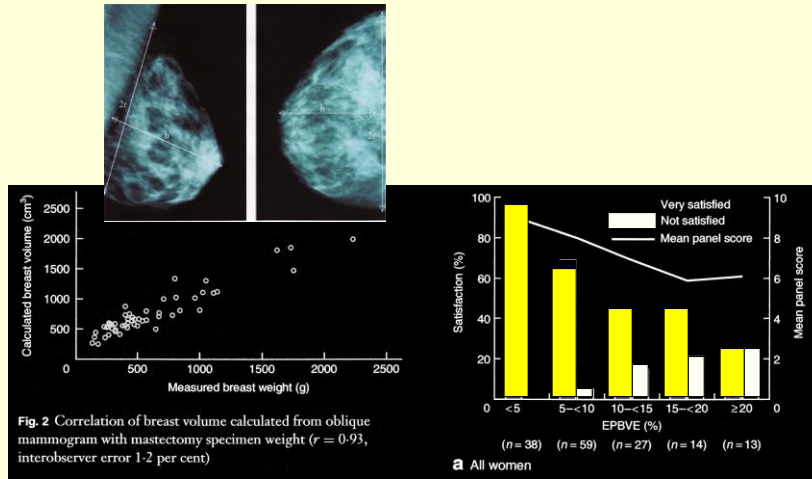 2r
h
h
2r
Calculated breast volume (cm³)
2500
2000
1500
1000
500
0
500
1000
1500
2000
2500
Measured breast weight (g)
Fig. 2 Correlation of breast volume calculated from oblique
mammogram with mastectomy specimen weight (r = 0·93,
interobserver error 1·2 per cent)
Satisfaction (%)
100
80
60
40
20
0
Very satisfied
Not satisfied
Mean panel score
10
8
6
4
2
0
Mean panel score
<5 5–<10 10–<15 15–<20 ≥20
EPBVE (%)
(n = 38) (n = 59) (n = 27) (n = 14) (n = 13)
a All women